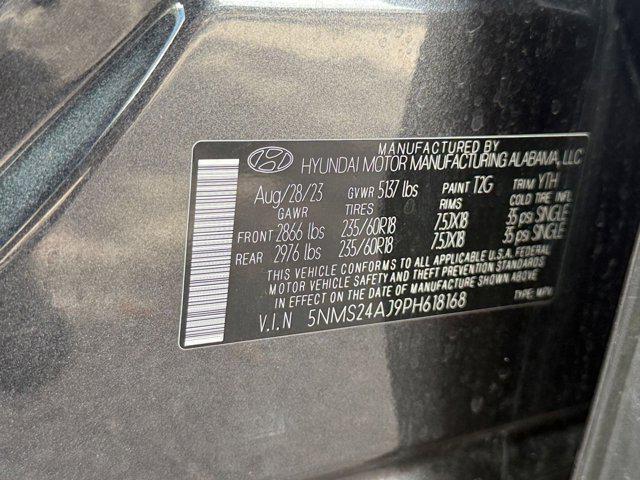 MANUFACTURED BY
HYUNDAI MOTOR MANUFACTURING ALABAMA, LLC
Aug/28/23 GVWR 5137 lbs PAINT T2G TRIM YTH
GAWR TIRES RIMS COLD TIRE INFL
FRONT 2866 lbs 235/60R18 7.5JX18 35 psi SINGLE
REAR 2976 lbs 235/60R18 7.5JX18 35 psi SINGLE
THIS VEHICLE CONFORMS TO ALL APPLICABLE U.S.A. FEDERAL
MOTOR VEHICLE SAFETY AND THEFT PREVENTION STANDARDS
IN EFFECT ON THE DATE OF MANUFACTURE SHOWN ABOVE.
V.I.N 5NMS24AJ9PH618168 TYPE: MPV